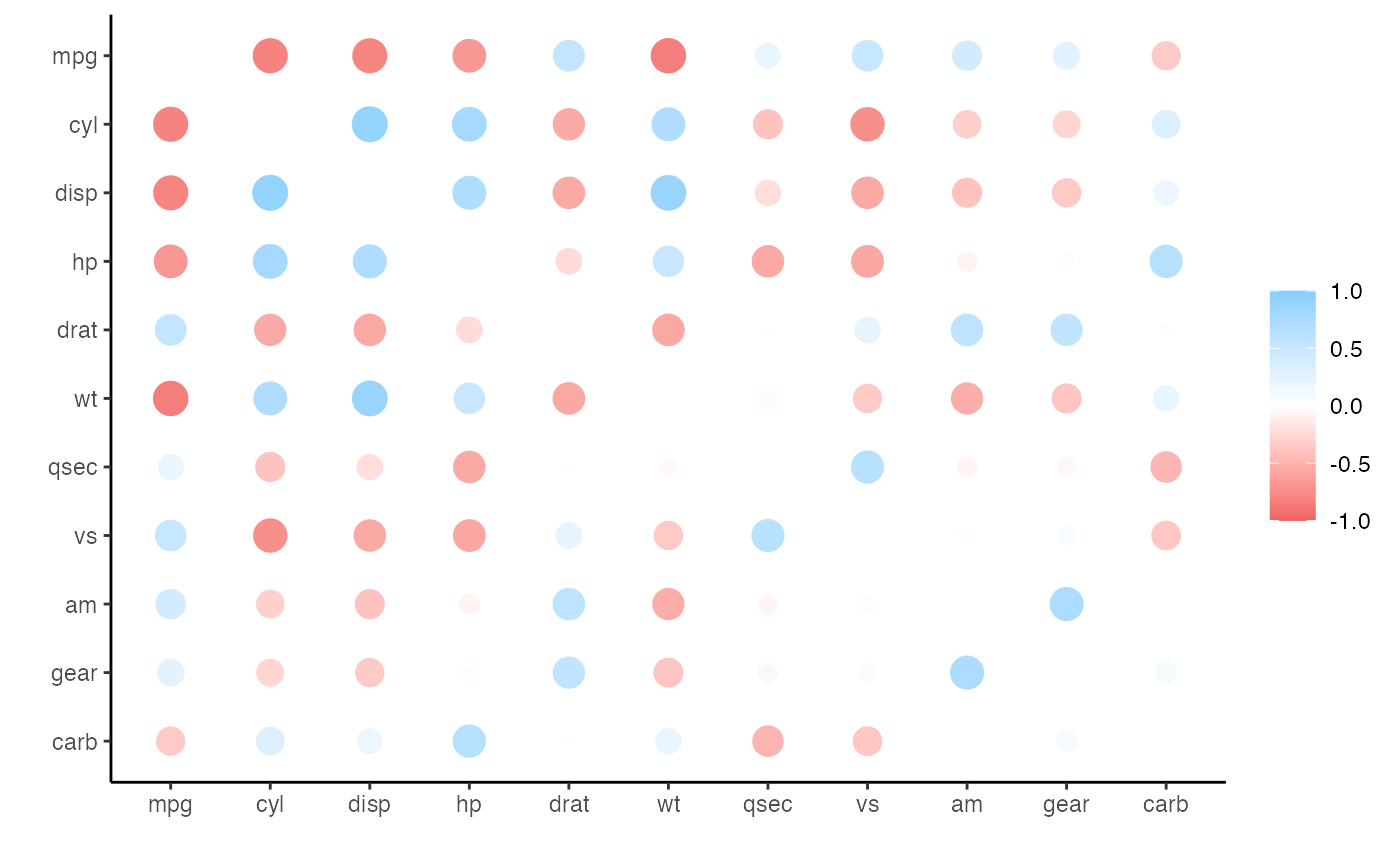 mpg
cyl
disp
hp
drat
wt
qsec
vs
am
gear
carb
mpg cyl disp hp drat wt qsec vs am gear carb
1.0
0.5
0.0
-0.5
-1.0